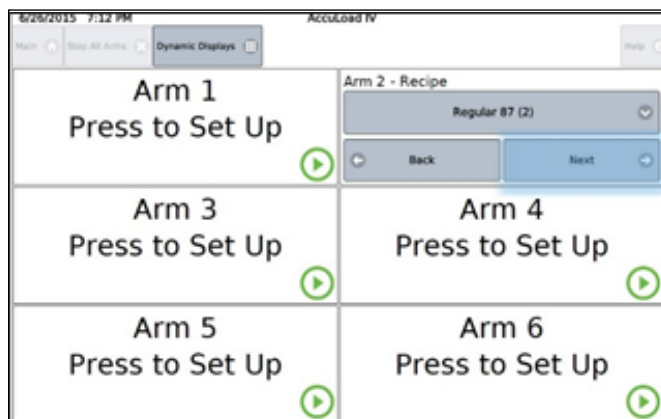 6/26/2015 7:12 PM AccuLoad IV
Main Stop All Arms Dynamic Displays Help
Arm 1
Press to Set Up
Arm 2 - Recipe
Regular 87 (2)
Back Next
Arm 3
Press to Set Up
Arm 4
Press to Set Up
Arm 5
Press to Set Up
Arm 6
Press to Set Up